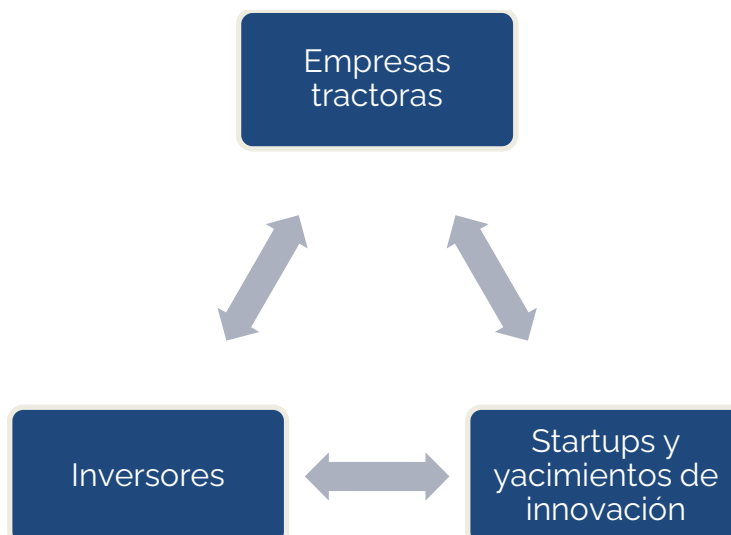 Empresas
tractoras
Inversores
Startups y
yacimientos de
innovación